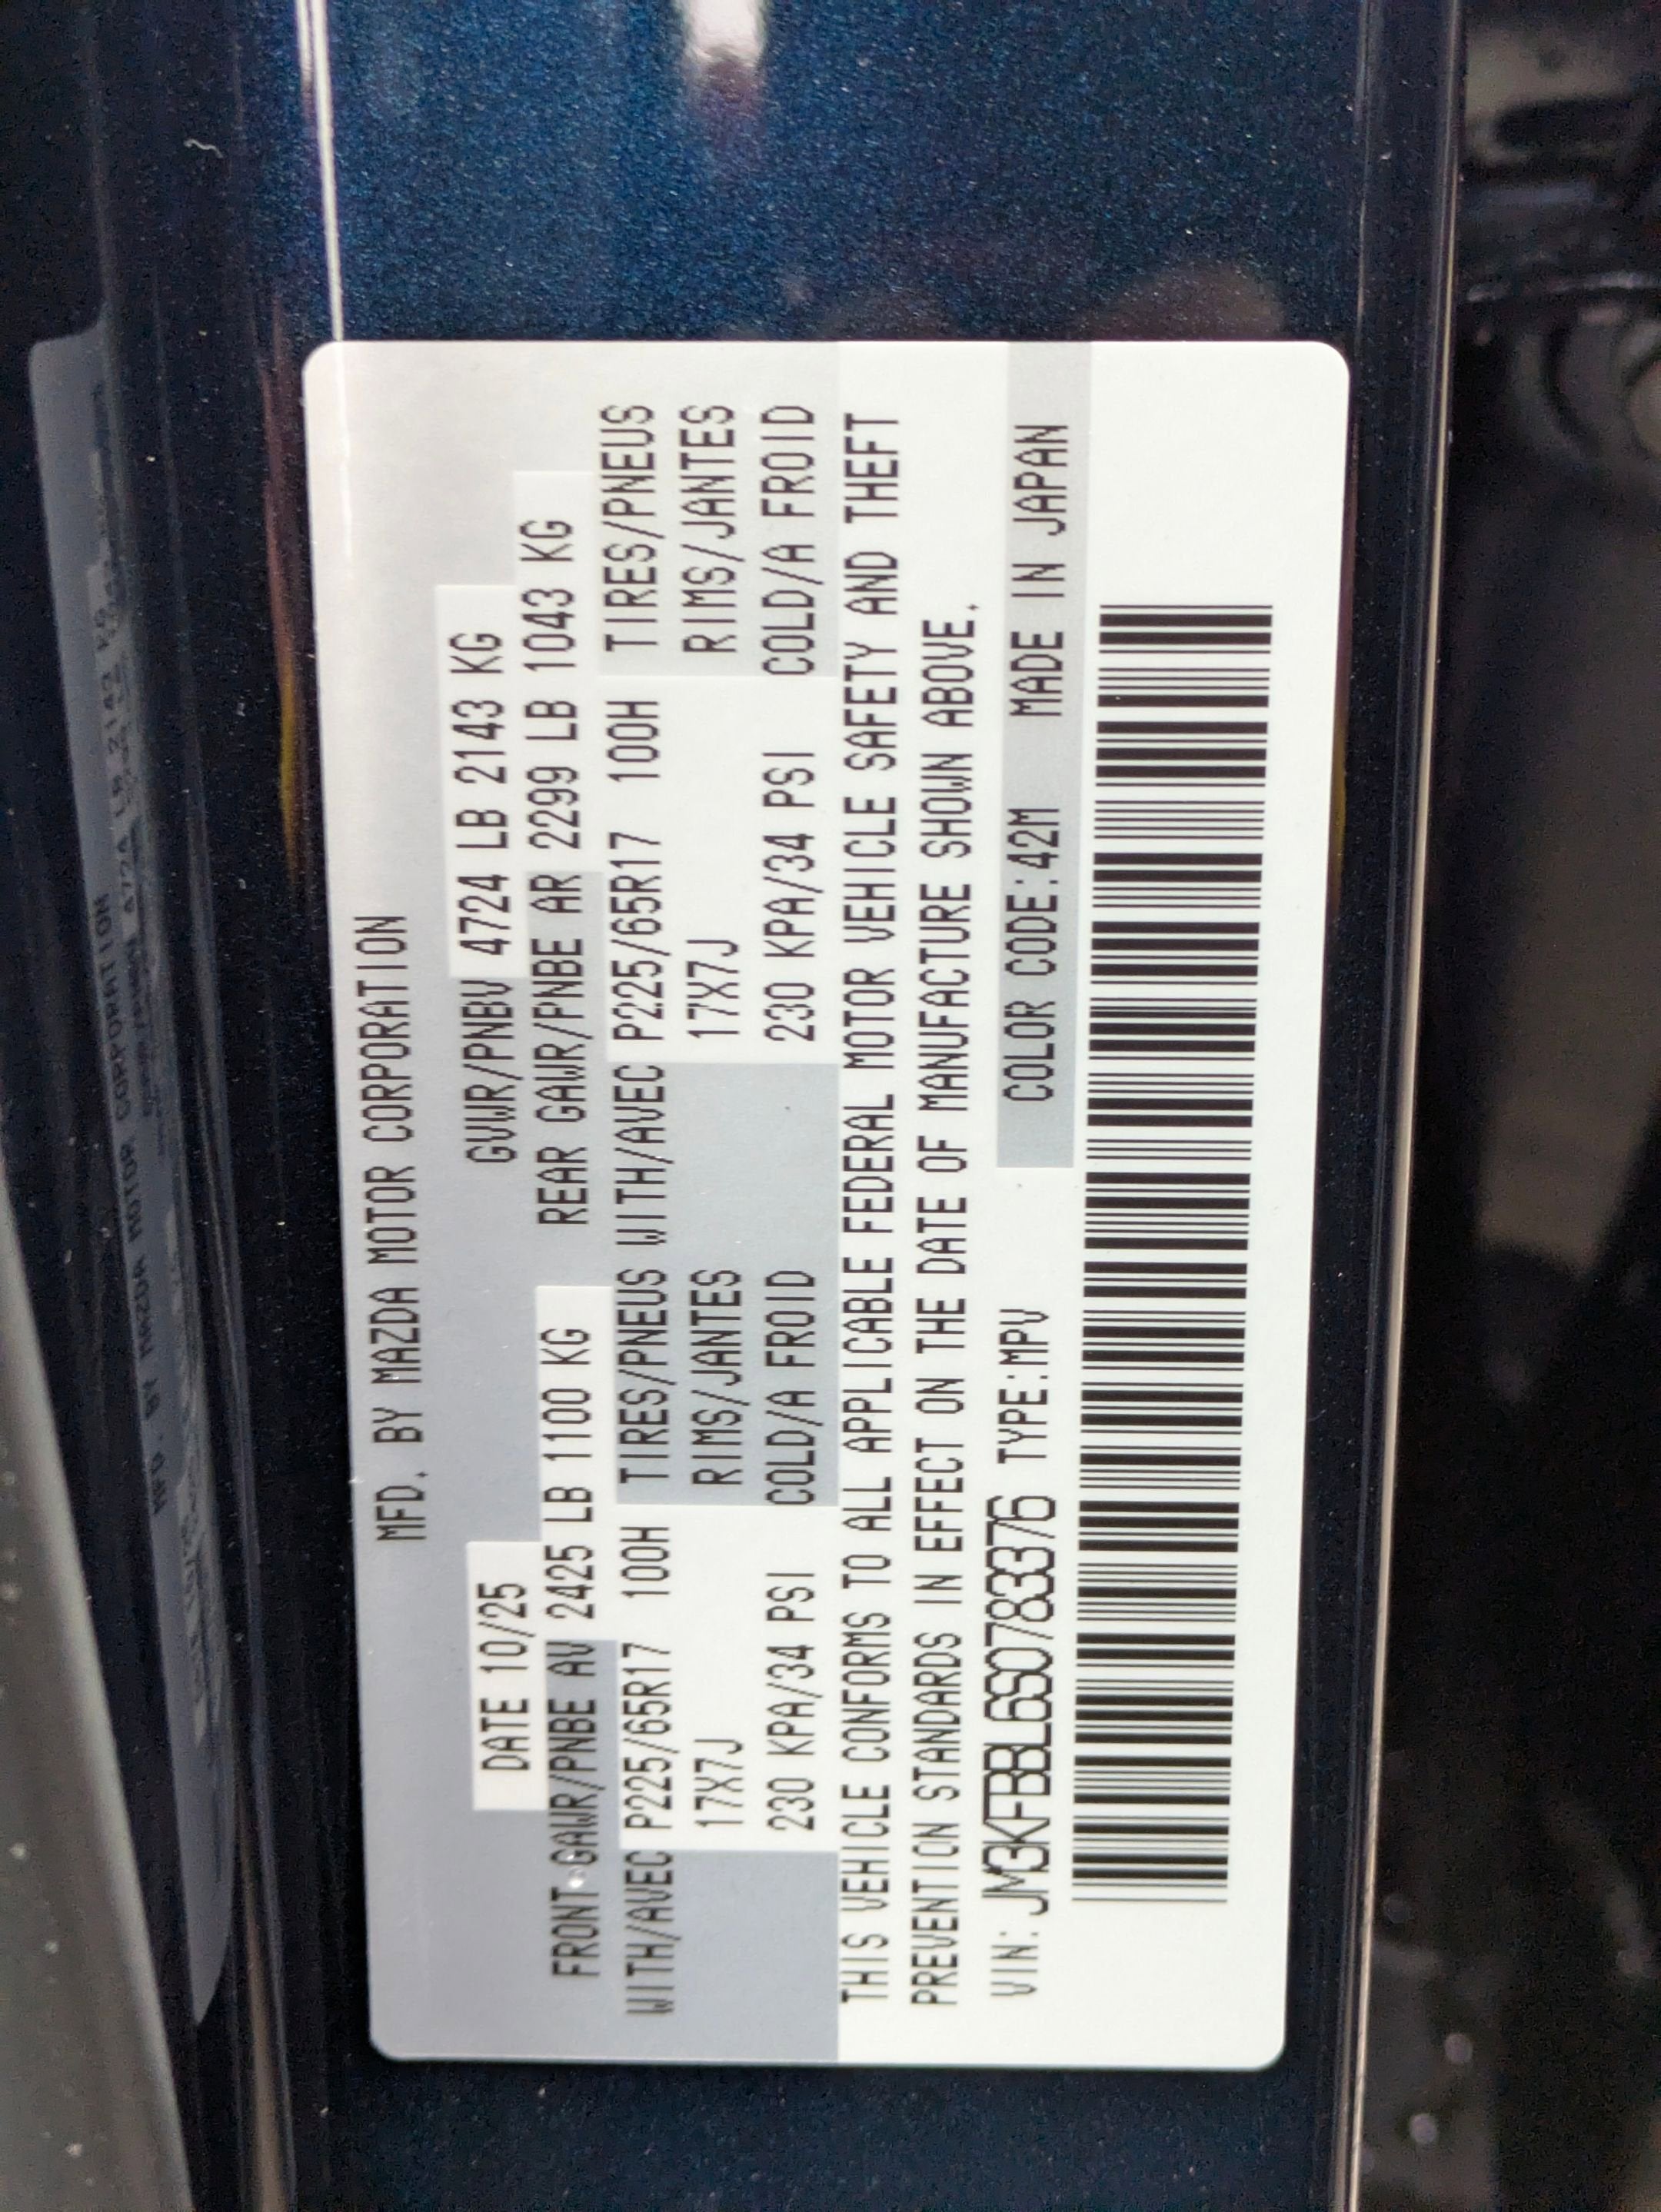 MFD. BY MAZDA MOTOR CORPORATION
DATE 10/25 GVWR/PNBV 4724 LB 2143 KG
FRONT GAWR/PNBE AV 2425 LB 1100 KG REAR GAWR/PNBE AR 2299 LB 1043 KG
WITH/AVEC P225/65R17 100H TIRES/PNEUS WITH/AVEC P225/65R17 100H TIRES/PNEUS
17X7J RIMS/JANTES 17X7J RIMS/JANTES
230 KPA/34 PSI COLD/A FROID 230 KPA/34 PSI COLD/A FROID
THIS VEHICLE CONFORMS TO ALL APPLICABLE FEDERAL MOTOR VEHICLE SAFETY AND THEFT
PREVENTION STANDARDS IN EFFECT ON THE DATE OF MANUFACTURE SHOWN ABOVE.
VIN: JM3KFBBL6S0783376 TYPE:MPV COLOR CODE:42M MADE IN JAPAN